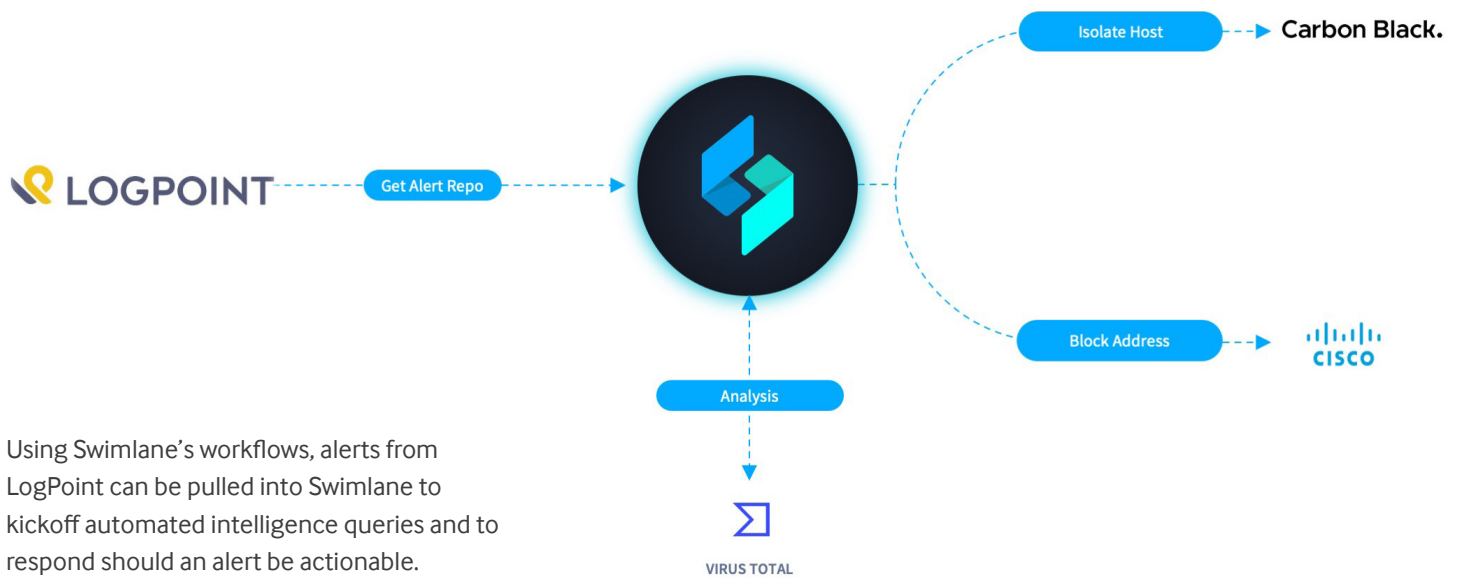 Isolate Host
Carbon Black.
LOGPOINT
Get Alert Repo
Block Address
CISCO
Analysis
Using Swimlane’s workflows, alerts from
LogPoint can be pulled into Swimlane to
kickoff automated intelligence queries and to
respond should an alert be actionable.
VIRUS TOTAL